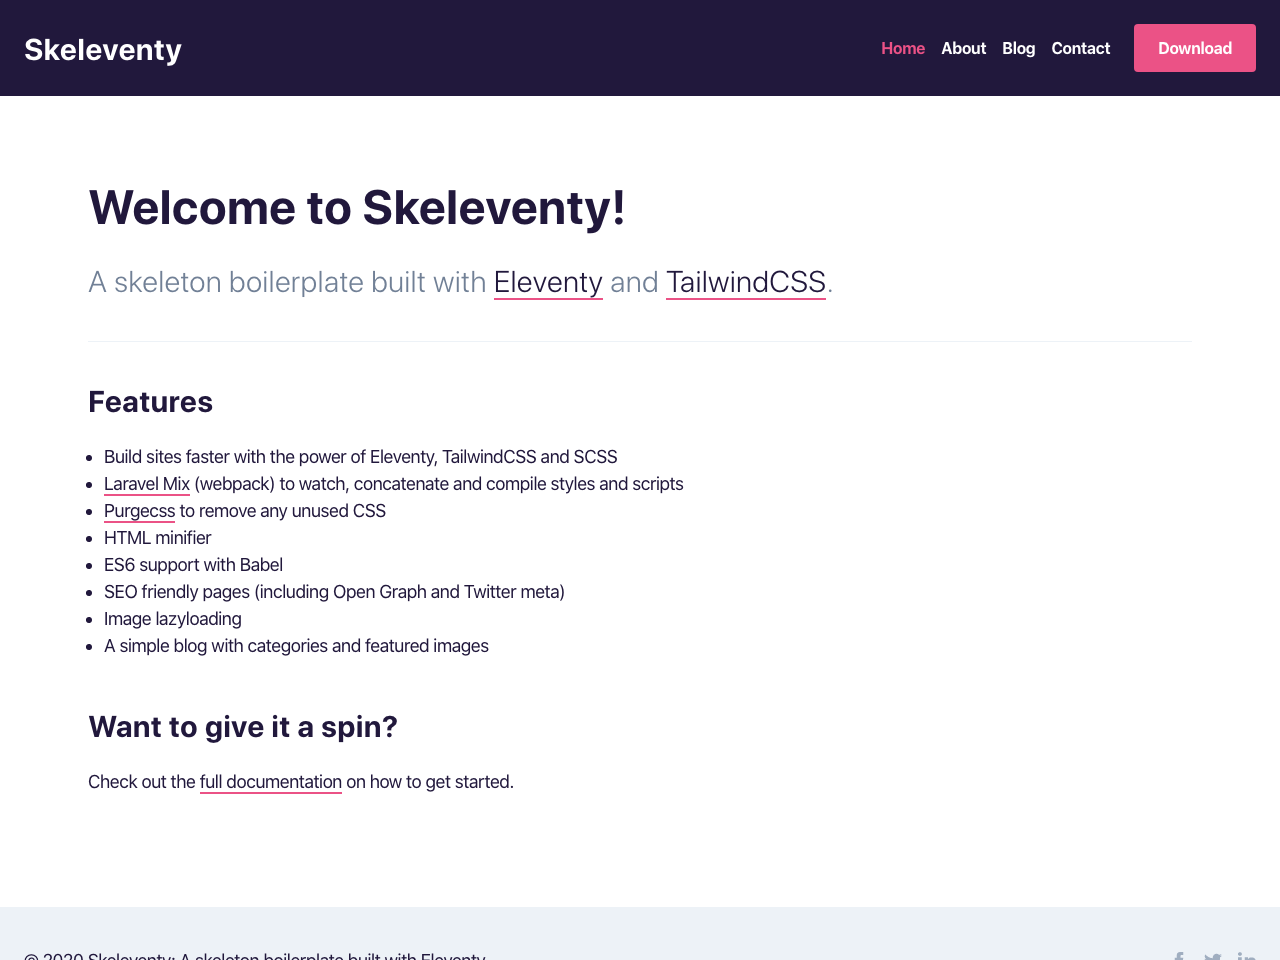 Skeleventy
Home About Blog Contact Download
Welcome to Skeleventy!
A skeleton boilerplate built with Eleventy and TailwindCSS.
Features
Build sites faster with the power of Eleventy, TailwindCSS and SCSS
Laravel Mix (webpack) to watch, concatenate and compile styles and scripts
Purgecss to remove any unused CSS
HTML minifier
ES6 support with Babel
SEO friendly pages (including Open Graph and Twitter meta)
Image lazyloading
A simple blog with categories and featured images
Want to give it a spin?
Check out the full documentation on how to get started.
© 2020 Skeleventy: A skeleton boilerplate built with Eleventy